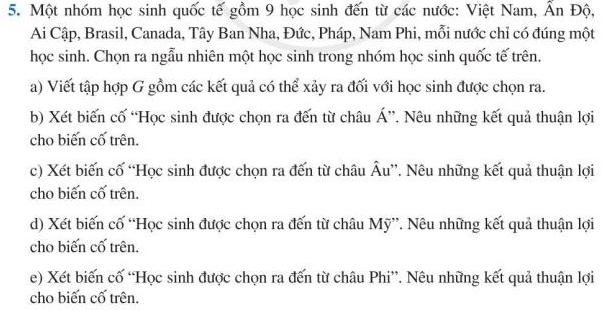 5. Một nhóm học sinh quốc tế gồm 9 học sinh đến từ các nước: Việt Nam, Ấn Độ,
Ai Cập, Brasil, Canada, Tây Ban Nha, Đức, Pháp, Nam Phi, mỗi nước chỉ có đúng một
học sinh. Chọn ra ngẫu nhiên một học sinh trong nhóm học sinh quốc tế trên.
a) Viết tập hợp G gồm các kết quả có thể xảy ra đối với học sinh được chọn ra.
b) Xét biến cố “Học sinh được chọn ra đến từ châu Á”. Nêu những kết quả thuận lợi
cho biến cố trên.
c) Xét biến cố “Học sinh được chọn ra đến từ châu Âu”. Nêu những kết quả thuận lợi
cho biến cố trên.
d) Xét biến cố “Học sinh được chọn ra đến từ châu Mỹ”. Nêu những kết quả thuận lợi
cho biến cố trên.
e) Xét biến cố “Học sinh được chọn ra đến từ châu Phi”. Nêu những kết quả thuận lợi
cho biến cố trên.